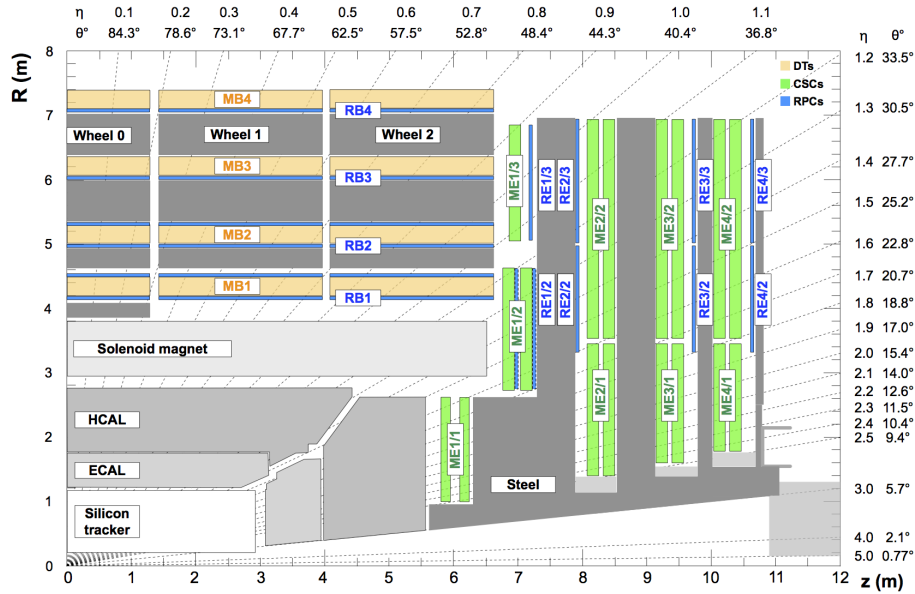 η 0.1 0.2 0.3 0.4 0.5 0.6 0.7 0.8 0.9 1.0 1.1 η θ°
θ° 84.3° 78.6° 73.1° 67.7° 62.5° 57.5° 52.8° 48.4° 44.3° 40.4° 36.8°
R (m)
8
7
6
5
4
3
2
1
0
1.2 33.5°
1.3 30.5°
1.4 27.7°
1.5 25.2°
1.6 22.8°
1.7 20.7°
1.8 18.8°
1.9 17.0°
2.0 15.4°
2.1 14.0°
2.2 12.6°
2.3 11.5°
2.4 10.4°
2.5 9.4°
3.0 5.7°
4.0 2.1°
5.0 0.77°
DTs
CSCs
RPCs
MB4
RB4
Wheel 0 Wheel 1 Wheel 2
MB3
RB3
MB2
RB2
MB1
RB1
Solenoid magnet
HCAL
ECAL
Silicon
tracker
Steel
ME1/3
RE1/3
RE2/3
ME2/2
ME3/2
RE3/3
ME4/2
RE4/3
ME1/2
RE1/2
RE2/2
RE3/2
RE4/2
ME1/1
ME2/1
ME3/1
ME4/1
0 1 2 3 4 5 6 7 8 9 10 11 12
z (m)